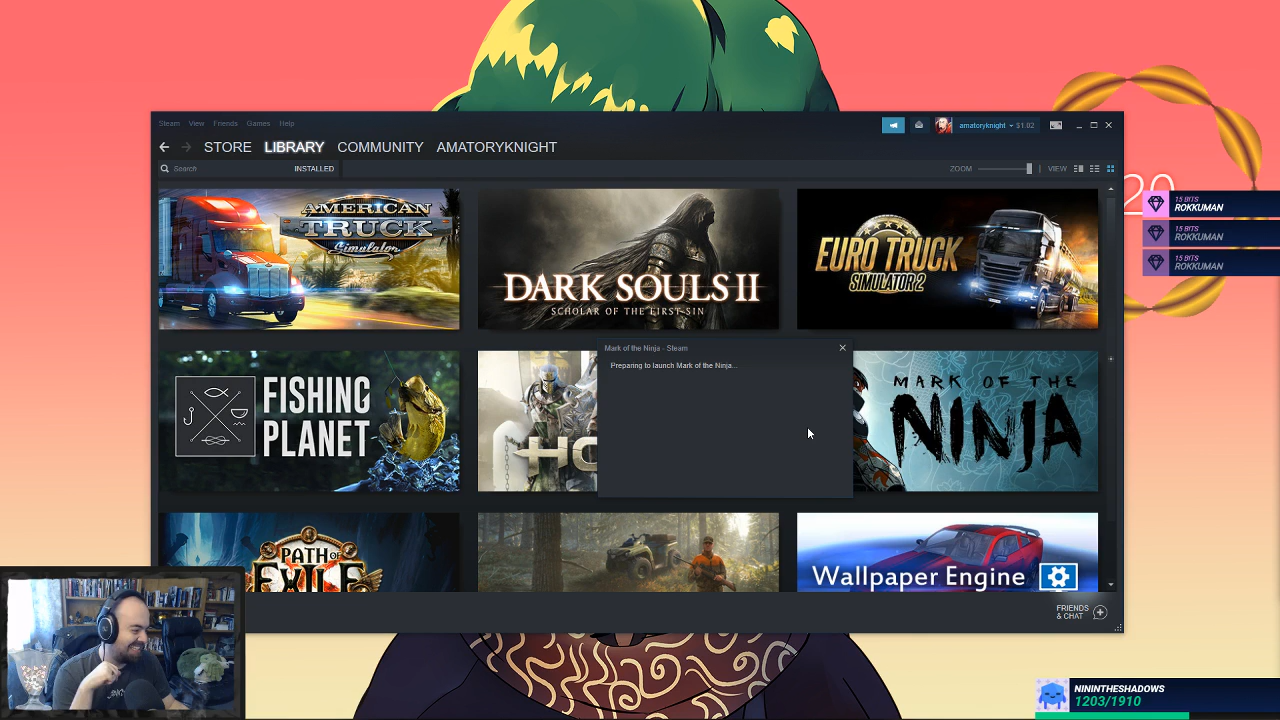 Steam View Friends Games Help
amatoryknight $1.02
STORE LIBRARY COMMUNITY AMATORYKNIGHT
Search INSTALLED ZOOM VIEW
20
15 BITS
ROKKUMAN
15 BITS
ROKKUMAN
15 BITS
ROKKUMAN
AMERICAN
TRUCK
Simulator
DARK SOULS II
SCHOLAR OF THE FIRST SIN
EURO TRUCK
SIMULATOR 2
Mark of the Ninja - Steam
Preparing to launch Mark of the Ninja...
FISHING
PLANET
HO
MARK OF THE
NINJA
PATH OF
EXILE
Wallpaper Engine
FRIENDS
& CHAT
NININTHESHADOWS
1203/1910